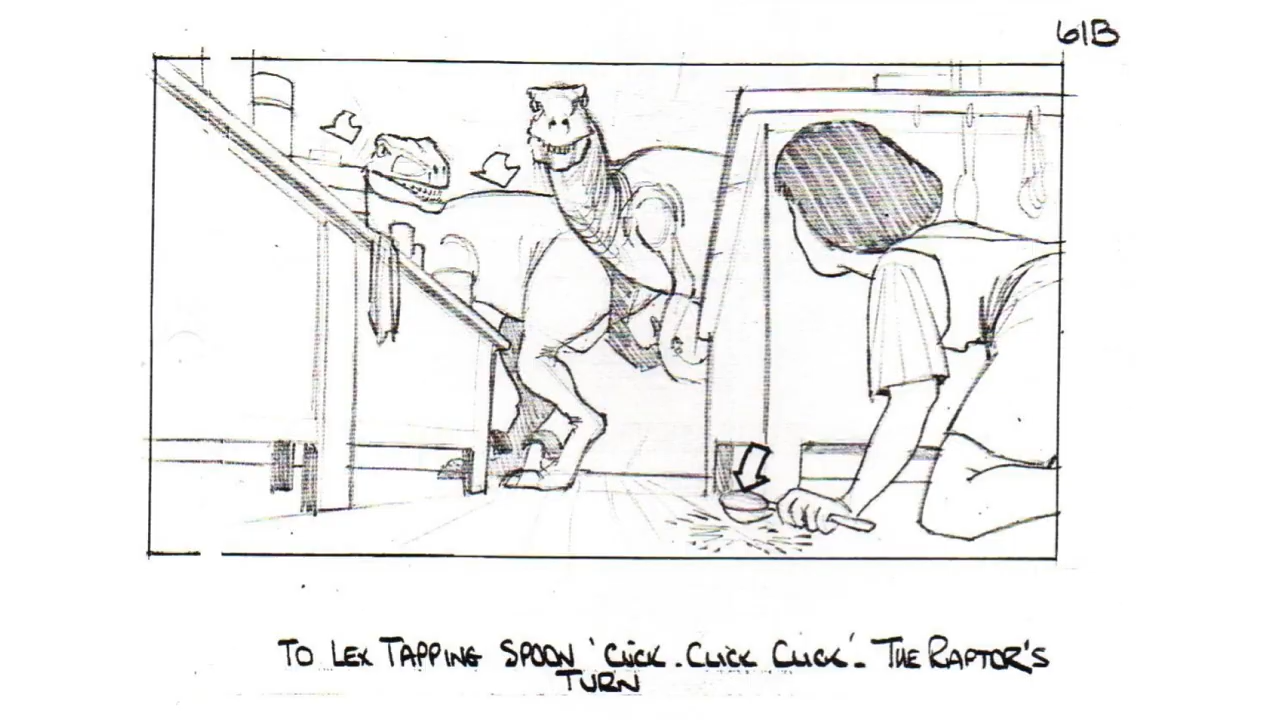 61B
TO LEX TAPPING SPOON 'CLICK . CLICK CLICK'. THE RAPTOR'S
TURN